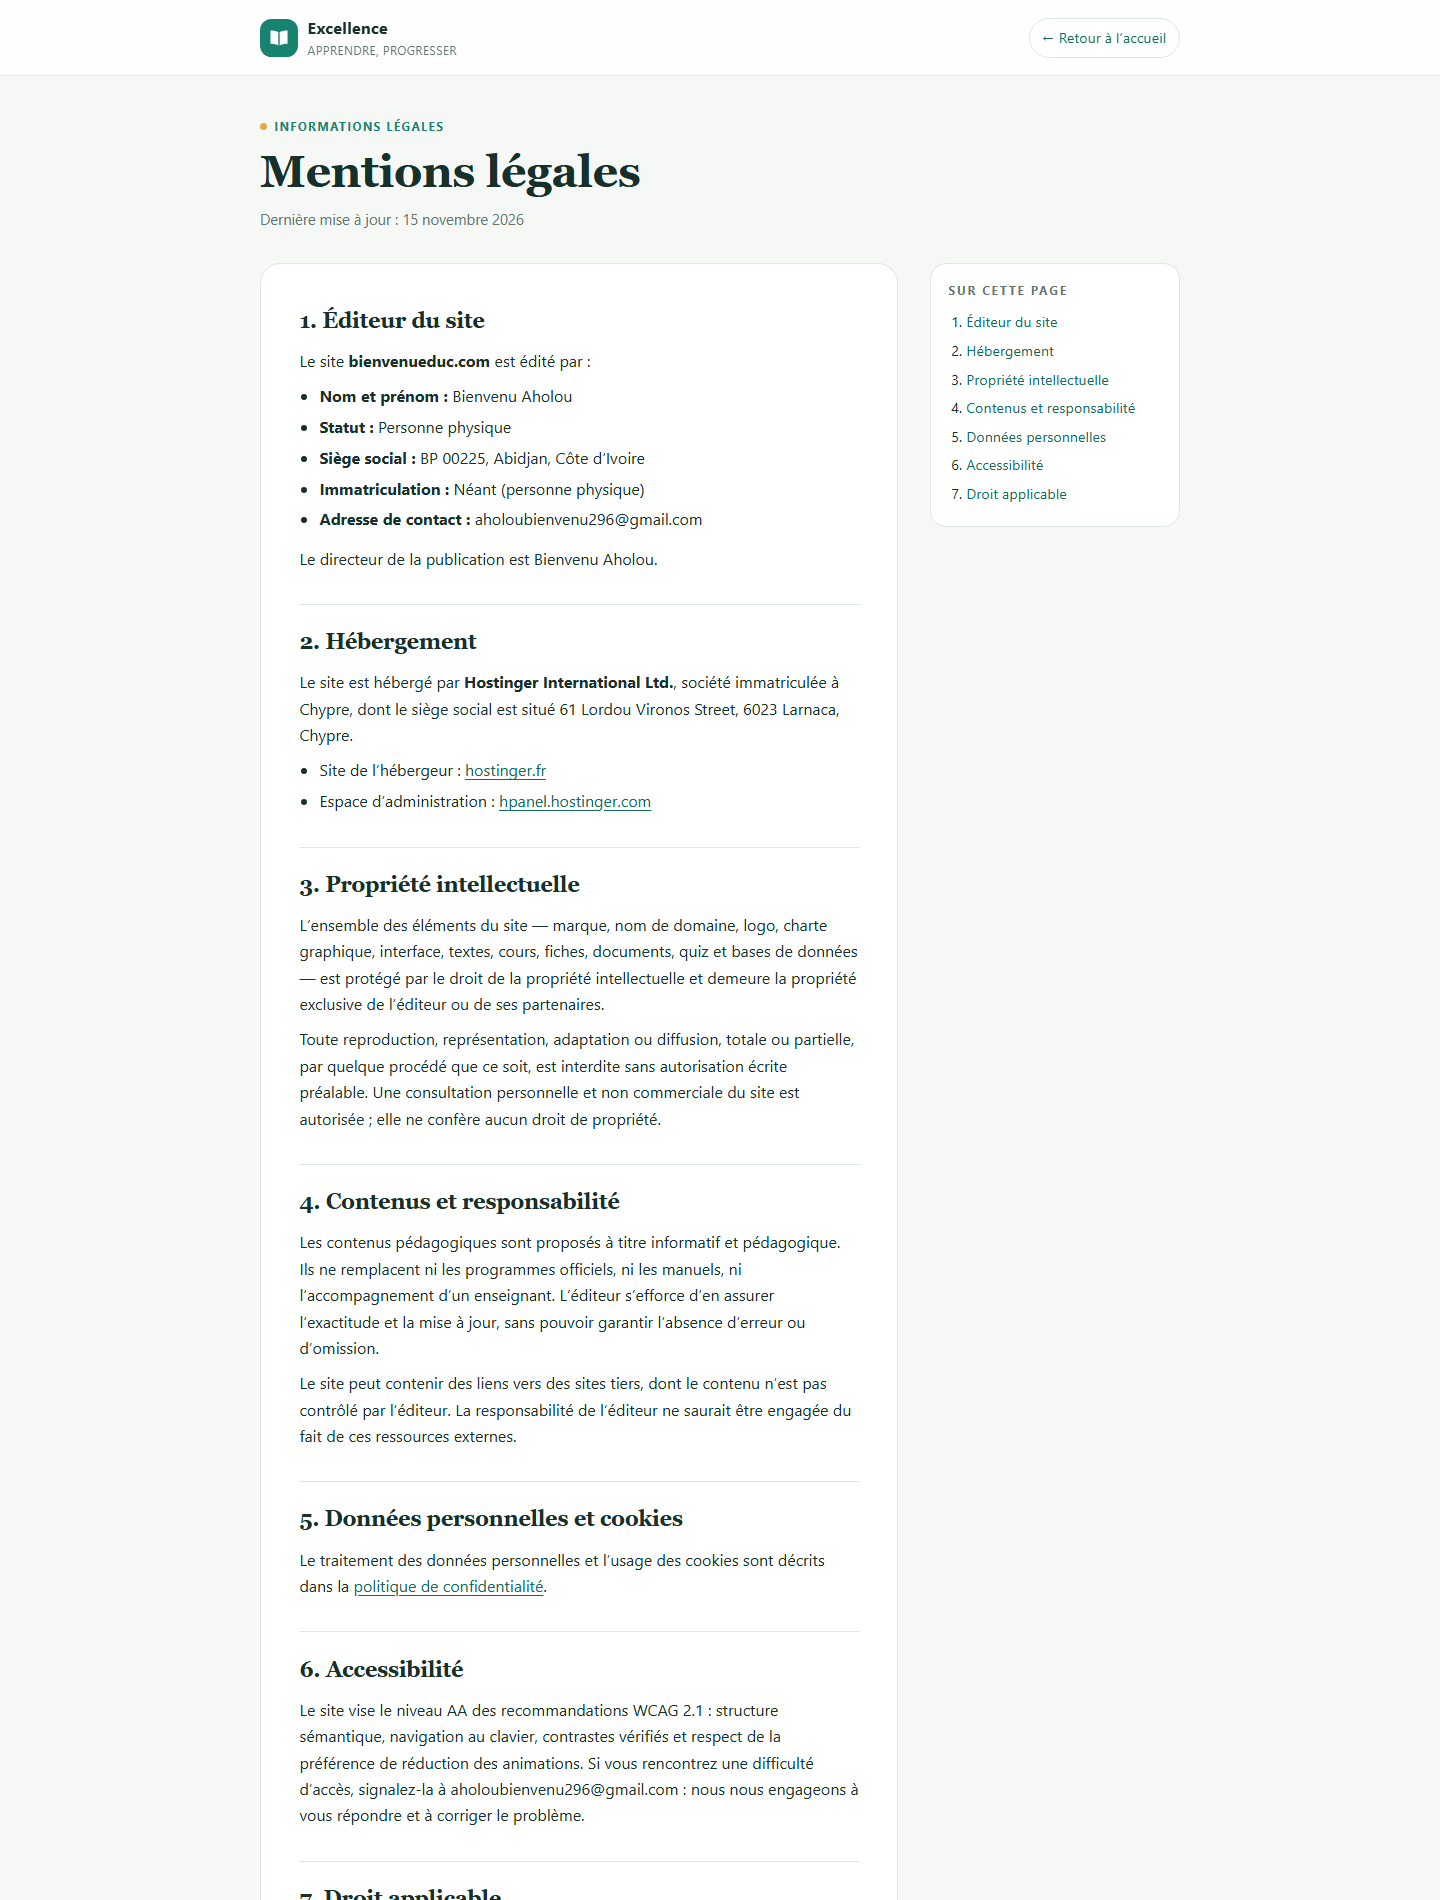 Excellence
APPRENDRE, PROGRESSER
← Retour à l’accueil
INFORMATIONS LÉGALES
Mentions légales
Dernière mise à jour : 15 novembre 2026
1. Éditeur du site
Le site bienvenueduc.com est édité par :
• Nom et prénom : Bienvenu Aholou
• Statut : Personne physique
• Siège social : BP 00225, Abidjan, Côte d’Ivoire
• Immatriculation : Néant (personne physique)
• Adresse de contact : aholoubienvenu296@gmail.com
Le directeur de la publication est Bienvenu Aholou.
2. Hébergement
Le site est hébergé par Hostinger International Ltd., société immatriculée à
Chypre, dont le siège social est situé 61 Lordou Vironos Street, 6023 Larnaca,
Chypre.
• Site de l’hébergeur : hostinger.fr
• Espace d’administration : hpanel.hostinger.com
3. Propriété intellectuelle
L’ensemble des éléments du site — marque, nom de domaine, logo, charte
graphique, interface, textes, cours, fiches, documents, quiz et bases de données
— est protégé par le droit de la propriété intellectuelle et demeure la propriété
exclusive de l’éditeur ou de ses partenaires.
Toute reproduction, représentation, adaptation ou diffusion, totale ou partielle,
par quelque procédé que ce soit, est interdite sans autorisation écrite
préalable. Une consultation personnelle et non commerciale du site est
autorisée ; elle ne confère aucun droit de propriété.
4. Contenus et responsabilité
Les contenus pédagogiques sont proposés à titre informatif et pédagogique.
Ils ne remplacent ni les programmes officiels, ni les manuels, ni
l’accompagnement d’un enseignant. L’éditeur s’efforce d’en assurer
l’exactitude et la mise à jour, sans pouvoir garantir l’absence d’erreur ou
d’omission.
Le site peut contenir des liens vers des sites tiers, dont le contenu n’est pas
contrôlé par l’éditeur. La responsabilité de l’éditeur ne saurait être engagée du
fait de ces ressources externes.
5. Données personnelles et cookies
Le traitement des données personnelles et l’usage des cookies sont décrits
dans la politique de confidentialité.
6. Accessibilité
Le site vise le niveau AA des recommandations WCAG 2.1 : structure
sémantique, navigation au clavier, contrastes vérifiés et respect de la
préférence de réduction des animations. Si vous rencontrez une difficulté
d’accès, signalez-la à aholoubienvenu296@gmail.com : nous nous engageons à
vous répondre et à corriger le problème.
7. Droit applicable
SUR CETTE PAGE
1. Éditeur du site
2. Hébergement
3. Propriété intellectuelle
4. Contenus et responsabilité
5. Données personnelles
6. Accessibilité
7. Droit applicable